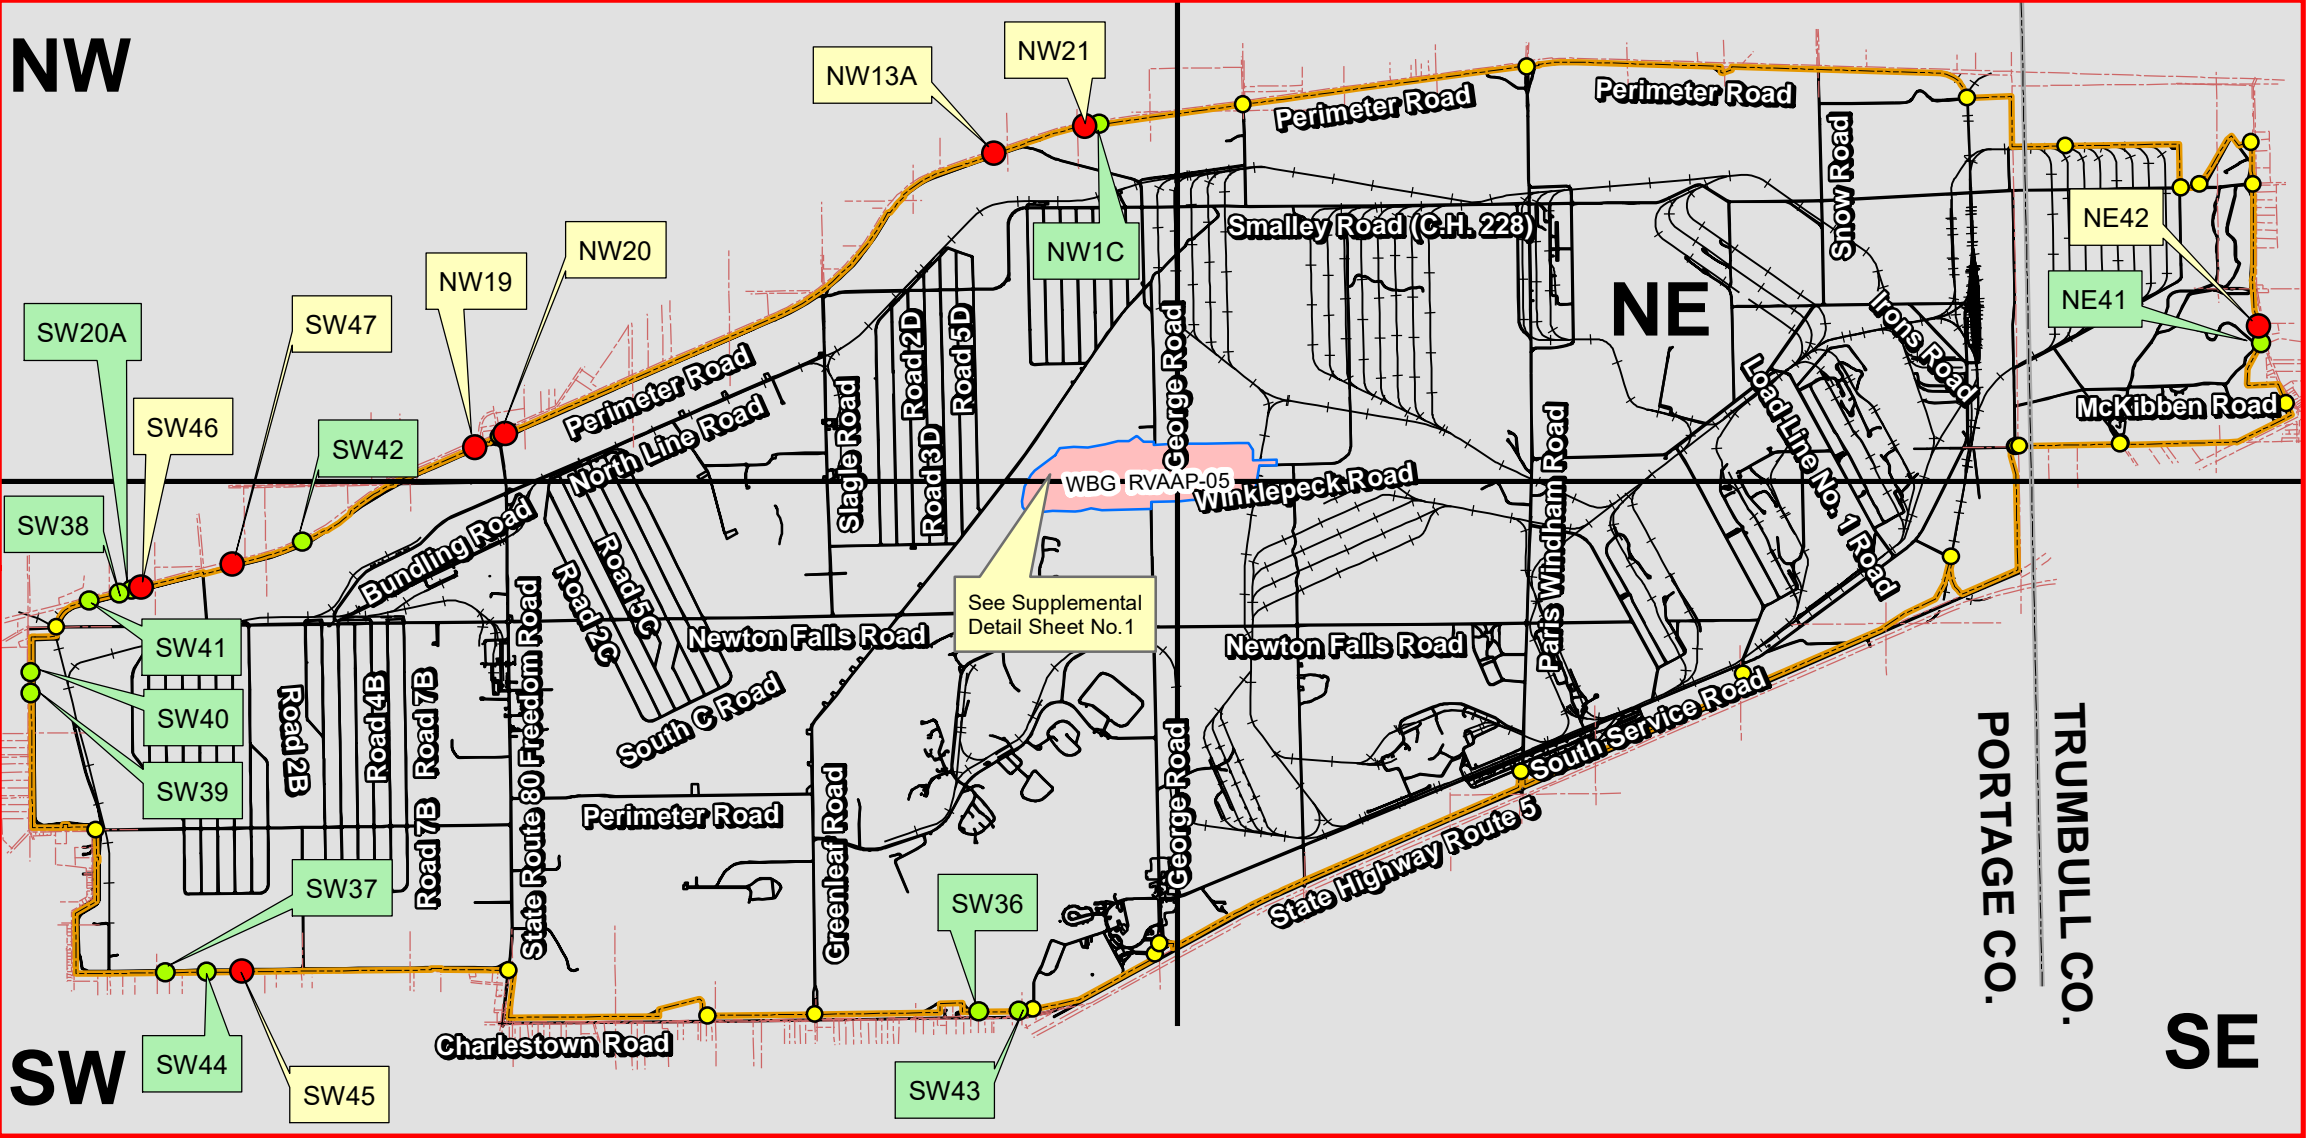 NW
NW13A
NW21
Perimeter Road
Perimeter Road
Snow Road
NW20
NW19
SW47
SW20A
SW46
SW42
SW38
NW1C
Smalley Road (C.H. 228)
NE
NE42
NE41
Irons Road
McKibben Road
Load Line No. 1 Road
Perimeter Road
North Line Road
Slagle Road
Road 2D
Road 5D
Road 3D
George Road
WBG RVAAP-05
Winklepeck Road
Paris Windham Road
Bundling Road
Road 5C
Road 2C
See Supplemental
Detail Sheet No.1
SW41
SW40
SW39
Road 2B
Road 4B
Road 7B
Road 7B
State Route 80 Freedom Road
Newton Falls Road
Newton Falls Road
South C Road
Perimeter Road
Greenleaf Road
George Road
South Service Road
State Highway Route 5
PORTAGE CO.
TRUMBULL CO.
SW37
SW36
SW44
SW45
SW43
Charlestown Road
SW
SE